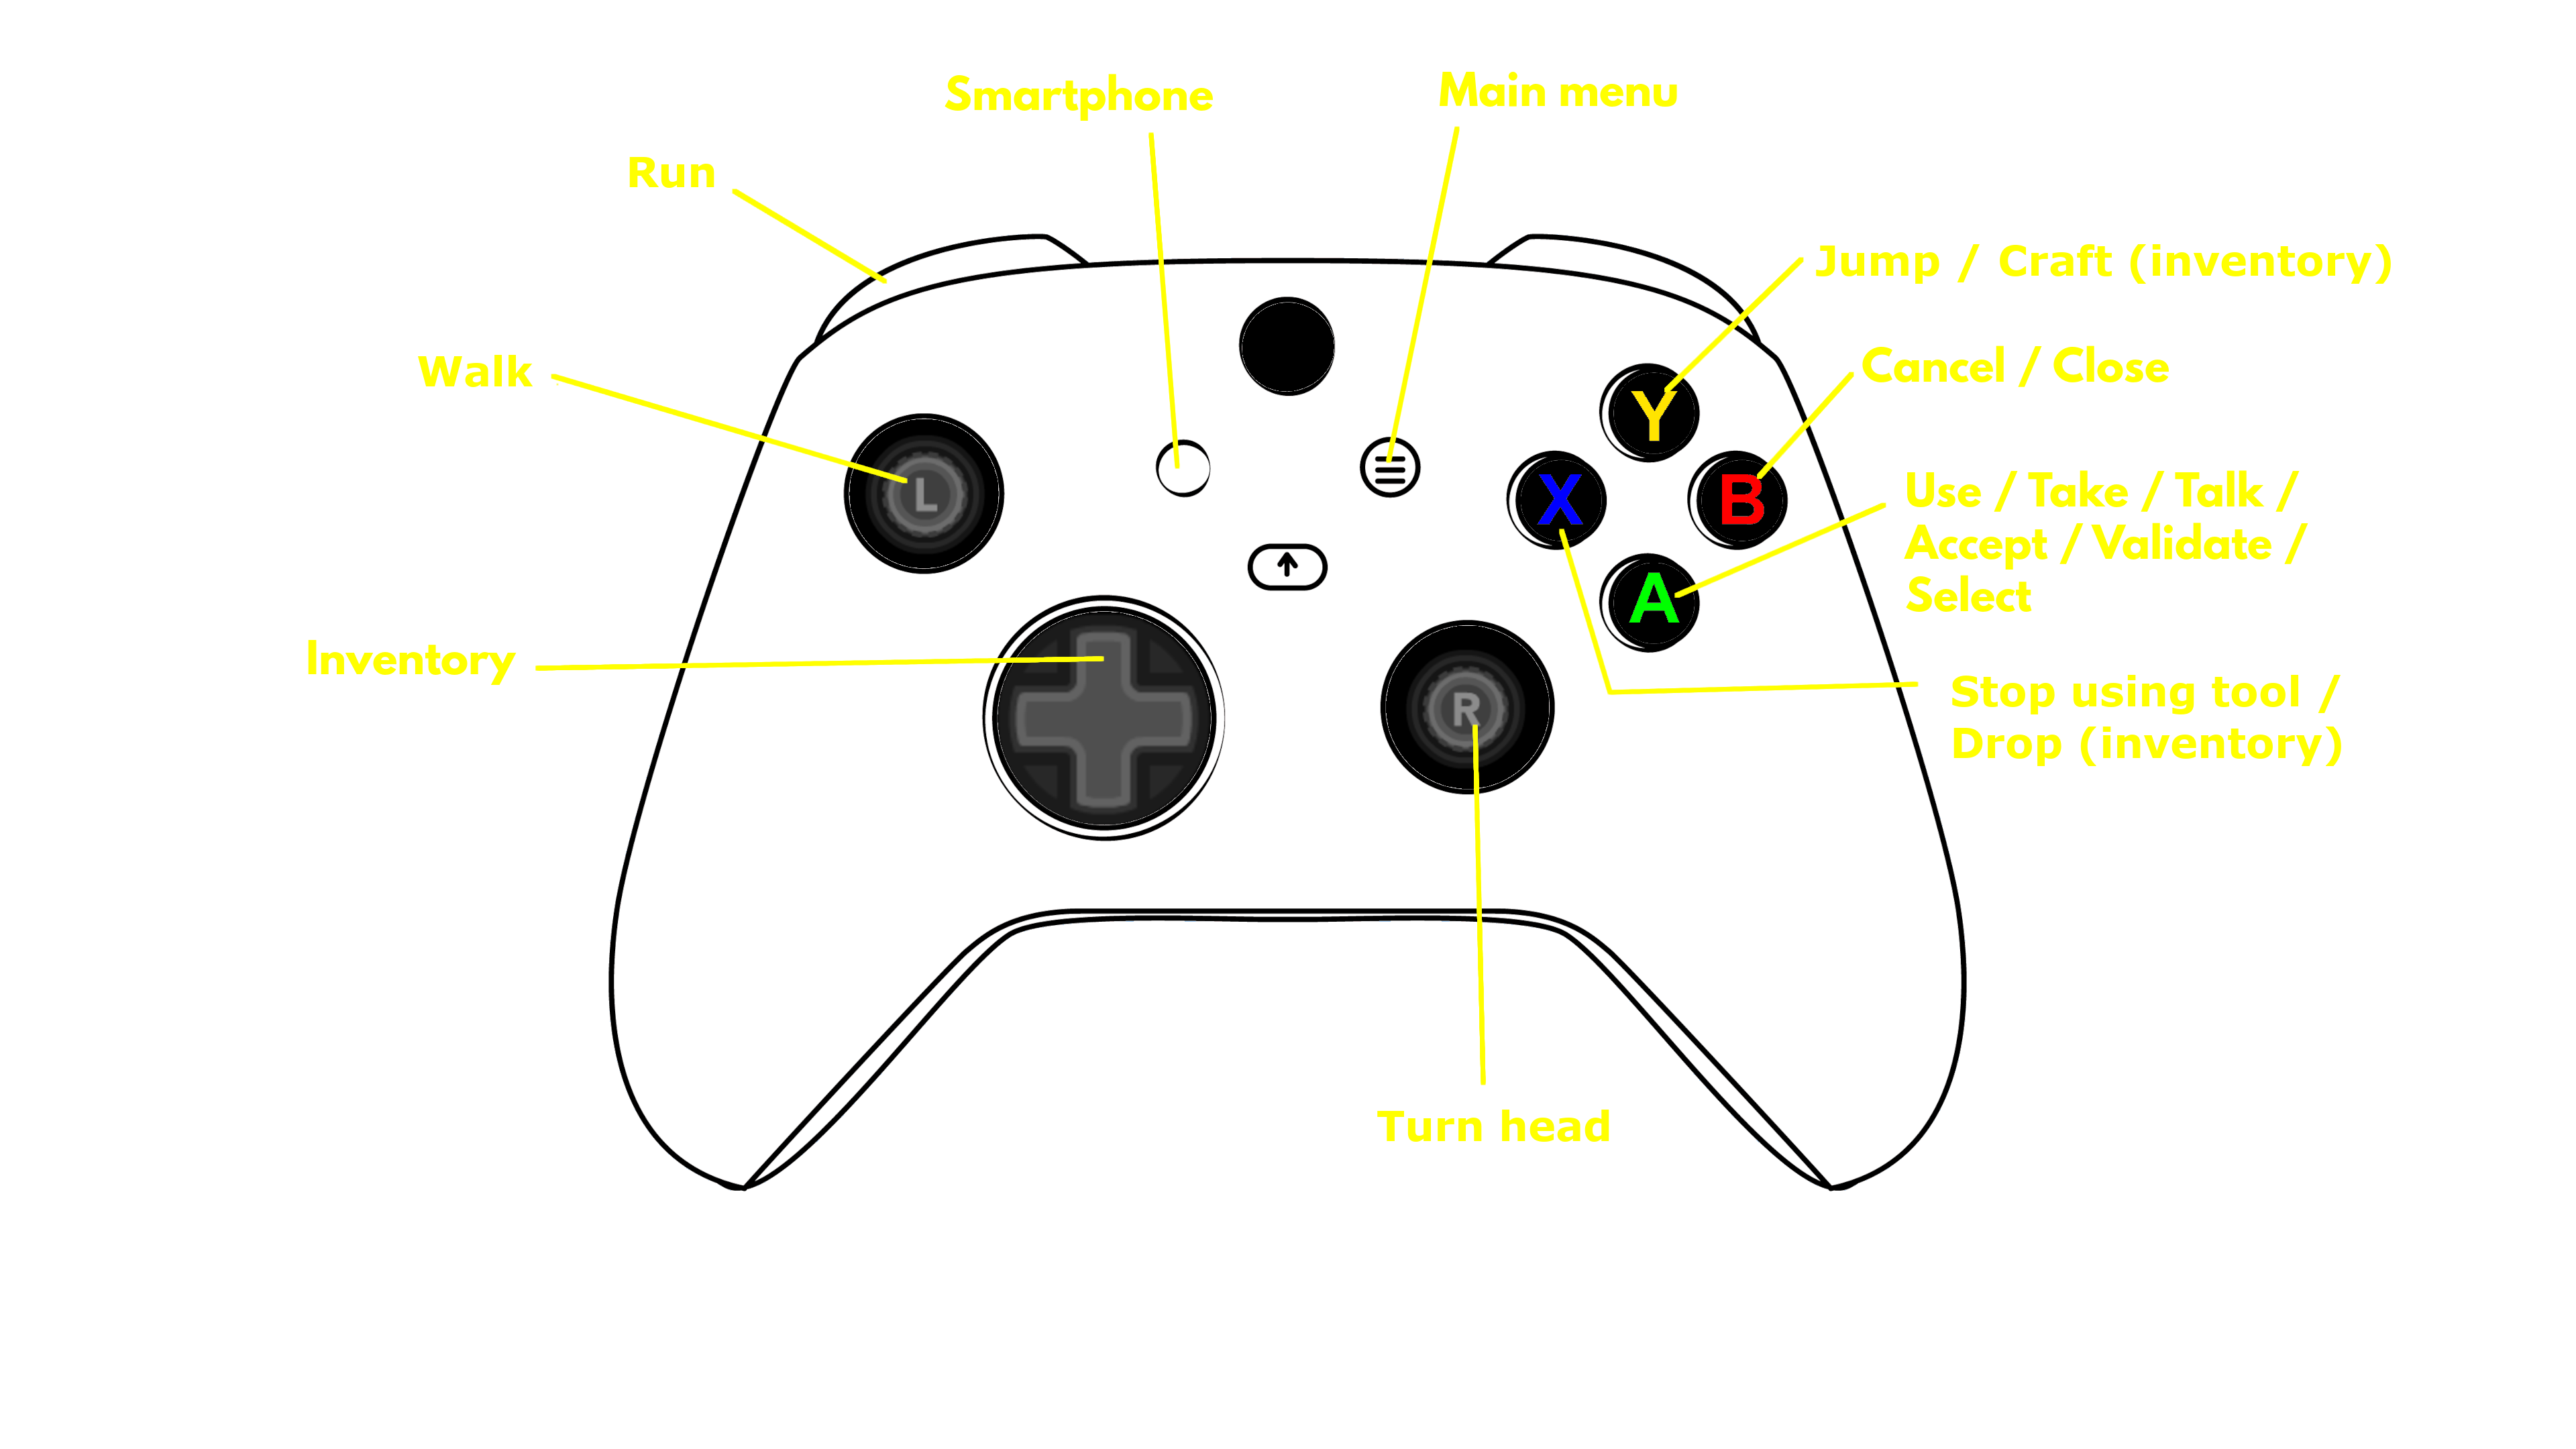 Smartphone
Main menu
Run
Jump / Craft (inventory)
Walk
Cancel / Close
Y
L
X
B
Use / Take / Talk /
Accept / Validate /
Select
A
Inventory
R
Stop using tool /
Drop (inventory)
Turn head